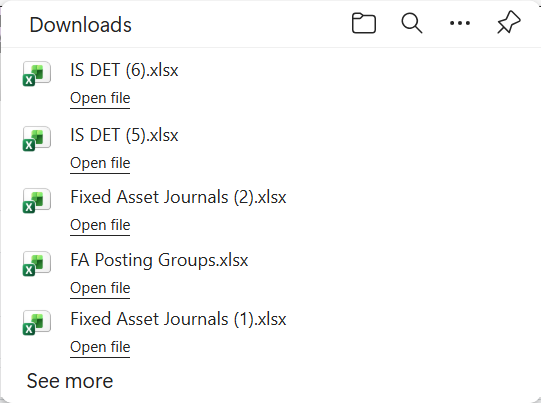 Downloads
IS DET (6).xlsx
Open file
IS DET (5).xlsx
Open file
Fixed Asset Journals (2).xlsx
Open file
FA Posting Groups.xlsx
Open file
Fixed Asset Journals (1).xlsx
Open file
See more